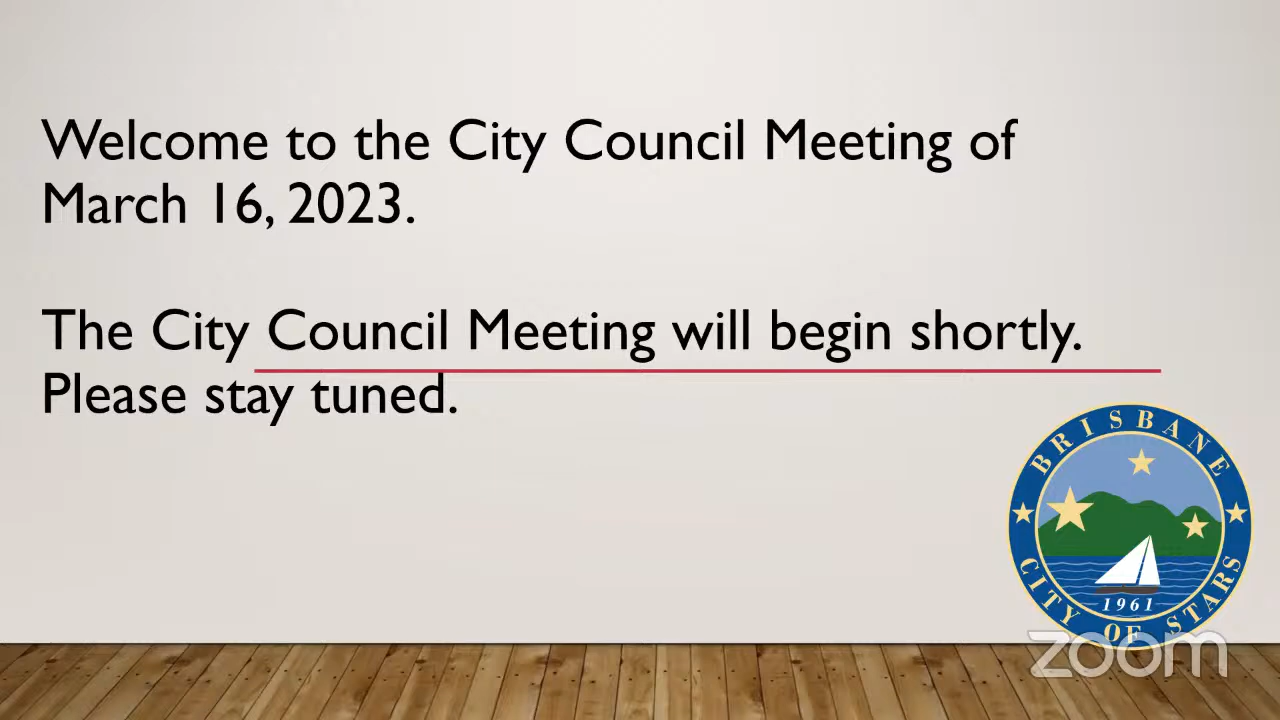 Welcome to the City Council Meeting of
March 16, 2023.
The City Council Meeting will begin shortly.
Please stay tuned.
BRISBANE
1961
CITY OF STARS
zoom